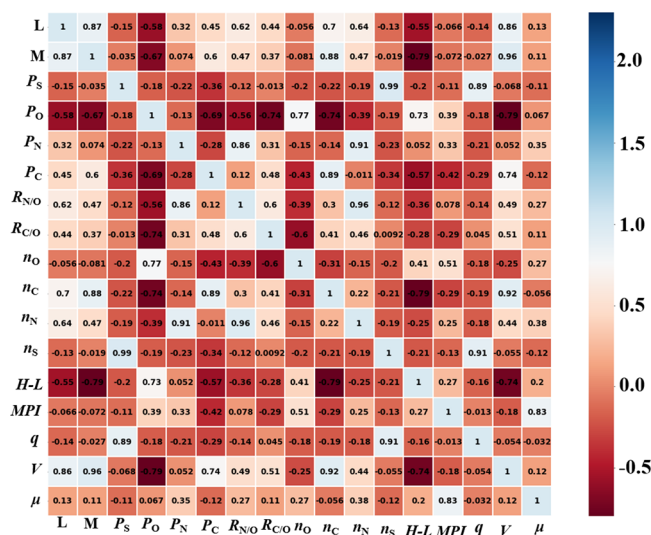 L 1 0.87 -0.15 -0.58 0.32 0.45 0.62 0.44 -0.056 0.7 0.64 -0.13 -0.55 -0.066 -0.14 0.86 0.13
M 0.87 1 -0.035 -0.67 0.074 0.6 0.47 0.37 -0.081 0.88 0.47 -0.019 -0.79 -0.072 -0.027 0.96 0.11
P_S -0.15 -0.035 1 -0.18 -0.22 -0.36 -0.12 -0.013 -0.2 -0.22 -0.19 0.99 -0.2 -0.11 0.89 -0.068 -0.11
P_O -0.58 -0.67 -0.18 1 -0.13 -0.69 -0.56 -0.74 0.77 -0.74 -0.39 -0.19 0.73 0.39 -0.18 -0.79 0.067
P_N 0.32 0.074 -0.22 -0.13 1 -0.28 0.86 0.31 -0.15 -0.14 0.91 -0.23 0.052 0.33 -0.21 0.052 0.35
P_C 0.45 0.6 -0.36 -0.69 -0.28 1 0.12 0.48 -0.43 0.89 -0.011 -0.34 -0.57 -0.42 -0.29 0.74 -0.12
R_N/O 0.62 0.47 -0.12 -0.56 0.86 0.12 1 0.6 -0.39 0.3 0.96 -0.12 -0.36 0.078 -0.14 0.49 0.27
R_C/O 0.44 0.37 -0.013 -0.74 0.31 0.48 0.6 1 -0.6 0.41 0.46 0.0092 -0.28 -0.29 0.045 0.51 0.11
n_O -0.056 -0.081 -0.2 0.77 -0.15 -0.43 -0.39 -0.6 1 -0.31 -0.15 -0.2 0.41 0.51 -0.18 -0.25 0.27
n_C 0.7 0.88 -0.22 -0.74 -0.14 0.89 0.3 0.41 -0.31 1 0.22 -0.21 -0.79 -0.29 -0.19 0.92 -0.056
n_N 0.64 0.47 -0.19 -0.39 0.91 -0.011 0.96 0.46 -0.15 0.22 1 -0.19 -0.25 0.25 -0.18 0.44 0.38
n_S -0.13 -0.019 0.99 -0.19 -0.23 -0.34 -0.12 0.0092 -0.2 -0.21 -0.19 1 -0.21 -0.13 0.91 -0.055 -0.12
H-L -0.55 -0.79 -0.2 0.73 0.052 -0.57 -0.36 -0.28 0.41 -0.79 -0.25 -0.21 1 0.27 -0.16 -0.74 0.2
MPI -0.066 -0.072 -0.11 0.39 0.33 -0.42 0.078 -0.29 0.51 -0.29 0.25 -0.13 0.27 1 -0.013 -0.18 0.83
q -0.14 -0.027 0.89 -0.18 -0.21 -0.29 -0.14 0.045 -0.18 -0.19 -0.18 0.91 -0.16 -0.013 1 -0.054 -0.032
V 0.86 0.96 -0.068 -0.79 0.052 0.74 0.49 0.51 -0.25 0.92 0.44 -0.055 -0.74 -0.18 -0.054 1 0.12
μ 0.13 0.11 -0.11 0.067 0.35 -0.12 0.27 0.11 0.27 -0.056 0.38 -0.12 0.2 0.83 -0.032 0.12 1
L M P_S P_O P_N P_C R_N/O R_C/O n_O n_C n_N n_S H-L MPI q V μ
2.0
1.5
1.0
0.5
0.0
-0.5